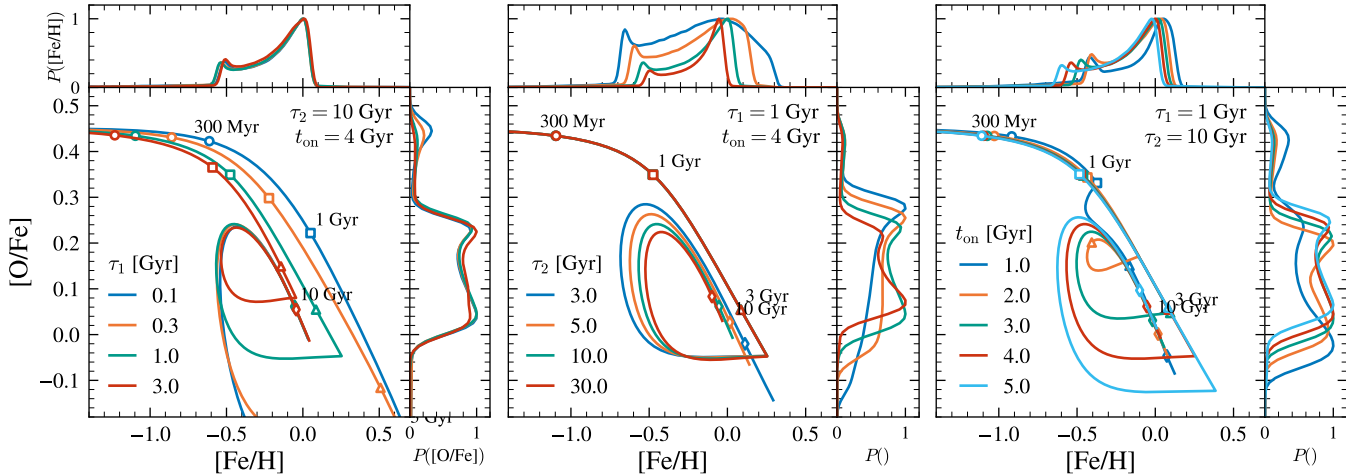 P([Fe/H])
1
0
[O/Fe]
0.5
0.4
0.3
0.2
0.1
0.0
−0.1
τ₂ = 10 Gyr
t_on = 4 Gyr
300 Myr
1 Gyr
10 Gyr
3 Gyr
τ₁ [Gyr]
0.1
0.3
1.0
3.0
−1.0
−0.5
0.0
0.5
[Fe/H]
0
1
P([O/Fe])
τ₁ = 1 Gyr
t_on = 4 Gyr
300 Myr
1 Gyr
3 Gyr
10 Gyr
τ₂ [Gyr]
3.0
5.0
10.0
30.0
−1.0
−0.5
0.0
0.5
[Fe/H]
0
1
P()
τ₁ = 1 Gyr
τ₂ = 10 Gyr
300 Myr
1 Gyr
3 Gyr
10 Gyr
t_on [Gyr]
1.0
2.0
3.0
4.0
5.0
−1.0
−0.5
0.0
0.5
[Fe/H]
0
1
P()